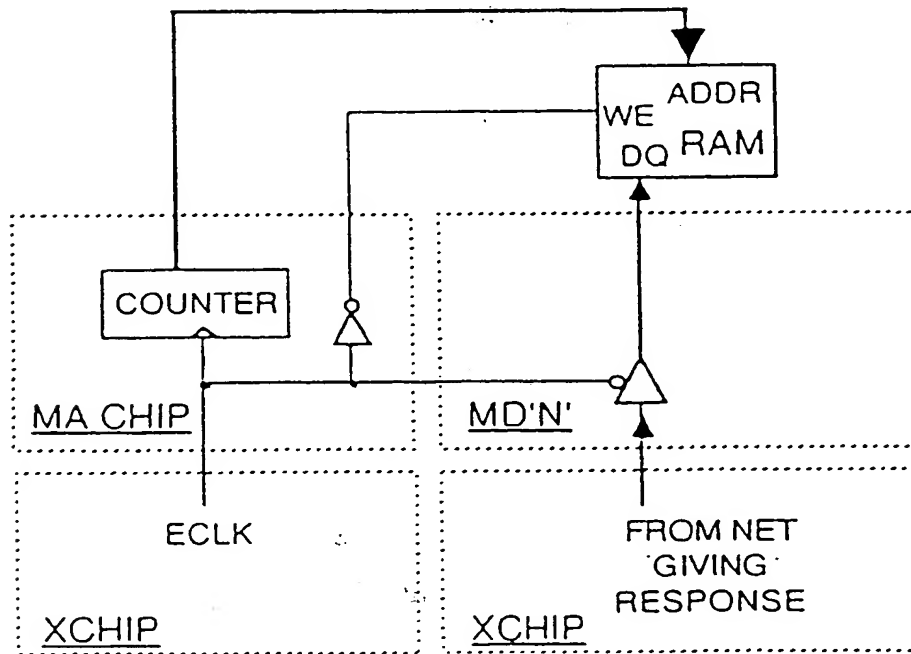 ADDR
WE
DQ RAM
COUNTER
MA CHIP
MD'N'
ECLK
FROM NET
GIVING
RESPONSE
XCHIP
XCHIP